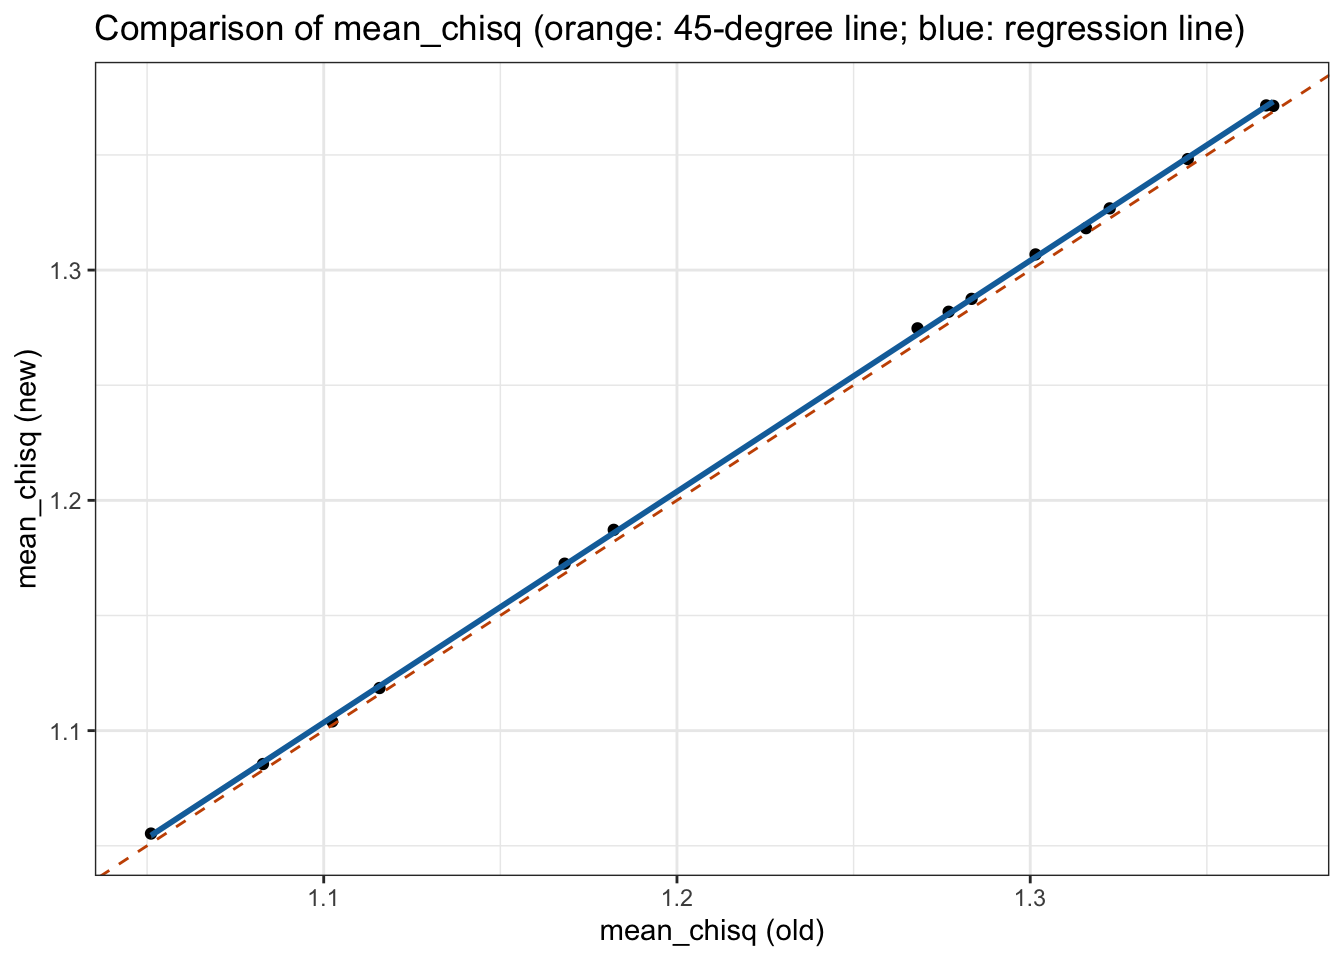 Comparison of mean_chisq (orange: 45-degree line; blue: regression line)
1.3
1.2
1.1
mean_chisq (new)
1.1 1.2 1.3
mean_chisq (old)